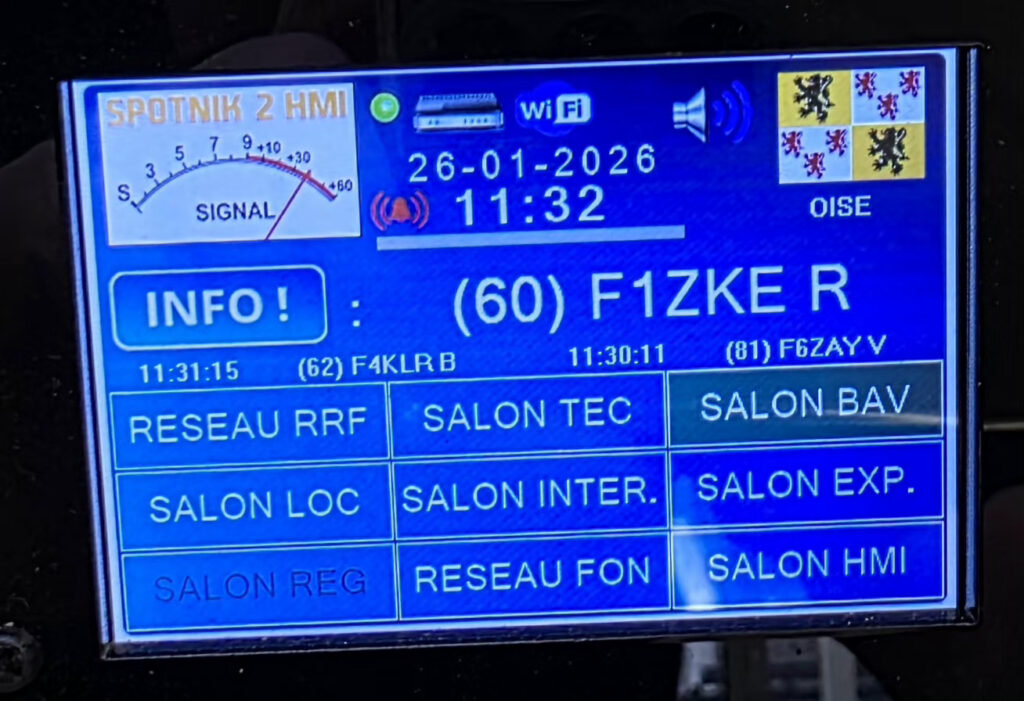 SPOTNIK 2 HMI
S 3 5 7 9 +10 +30 +60
SIGNAL
WiFi
26-01-2026
11:32
OISE
INFO ! : (60) F1ZKE R
11:31:15 (62) F4KLR B 11:30:11 (81) F6ZAY V
RESEAU RRF SALON TEC SALON BAV
SALON LOC SALON INTER. SALON EXP.
SALON REG RESEAU FON SALON HMI